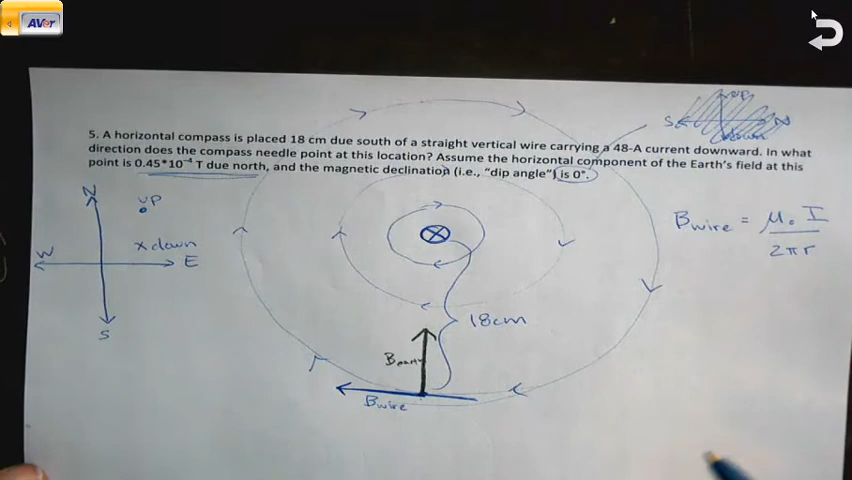 AVer
5. A horizontal compass is placed 18 cm due south of a straight vertical wire carrying a 48-A current downward. In what
direction does the compass needle point at this location? Assume the horizontal component of the Earth's field at this
point is 0.45*10⁻⁴ T due north, and the magnetic declination (i.e., "dip angle") is 0°.
S up N
down
N
up
x down
W E
S
18cm
Bwire
Bwire = μ₀ I
2πr